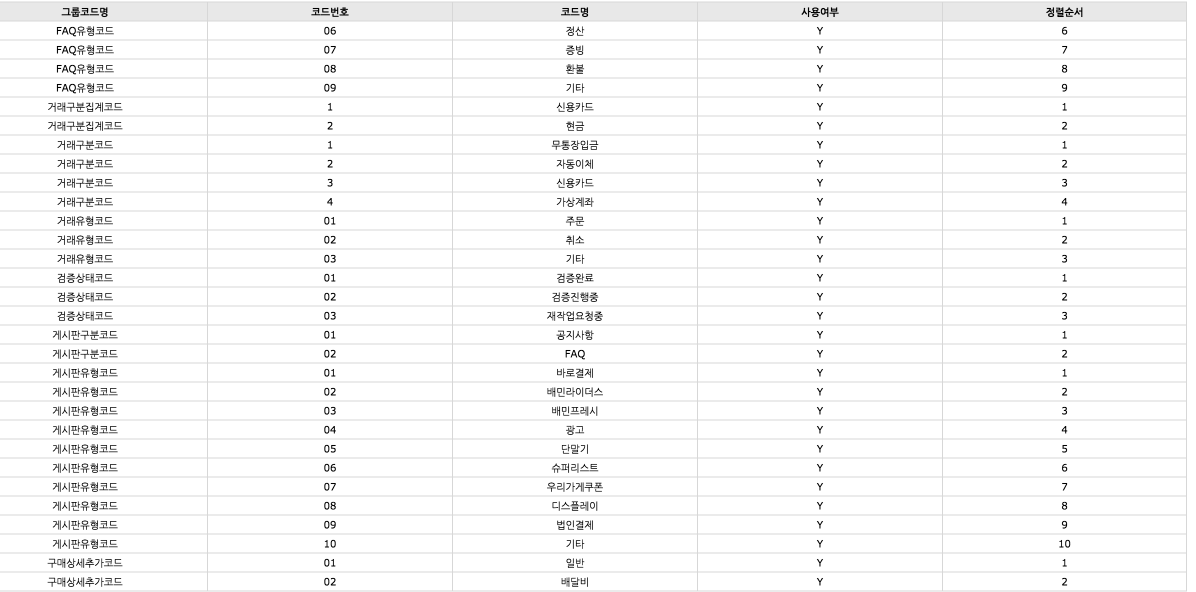 그룹코드명 코드번호 코드명 사용여부 정렬순서
FAQ유형코드 06 정산 Y 6
FAQ유형코드 07 증빙 Y 7
FAQ유형코드 08 환불 Y 8
FAQ유형코드 09 기타 Y 9
거래구분집계코드 1 신용카드 Y 1
거래구분집계코드 2 현금 Y 2
거래구분코드 1 무통장입금 Y 1
거래구분코드 2 자동이체 Y 2
거래구분코드 3 신용카드 Y 3
거래구분코드 4 가상계좌 Y 4
거래유형코드 01 주문 Y 1
거래유형코드 02 취소 Y 2
거래유형코드 03 기타 Y 3
검증상태코드 01 검증완료 Y 1
검증상태코드 02 검증진행중 Y 2
검증상태코드 03 재작업요청중 Y 3
게시판구분코드 01 공지사항 Y 1
게시판구분코드 02 FAQ Y 2
게시판유형코드 01 바로결제 Y 1
게시판유형코드 02 배민라이더스 Y 2
게시판유형코드 03 배민프레시 Y 3
게시판유형코드 04 광고 Y 4
게시판유형코드 05 단말기 Y 5
게시판유형코드 06 슈퍼리스트 Y 6
게시판유형코드 07 우리가게쿠폰 Y 7
게시판유형코드 08 디스플레이 Y 8
게시판유형코드 09 법인결제 Y 9
게시판유형코드 10 기타 Y 10
구매상세추가코드 01 일반 Y 1
구매상세추가코드 02 배달비 Y 2